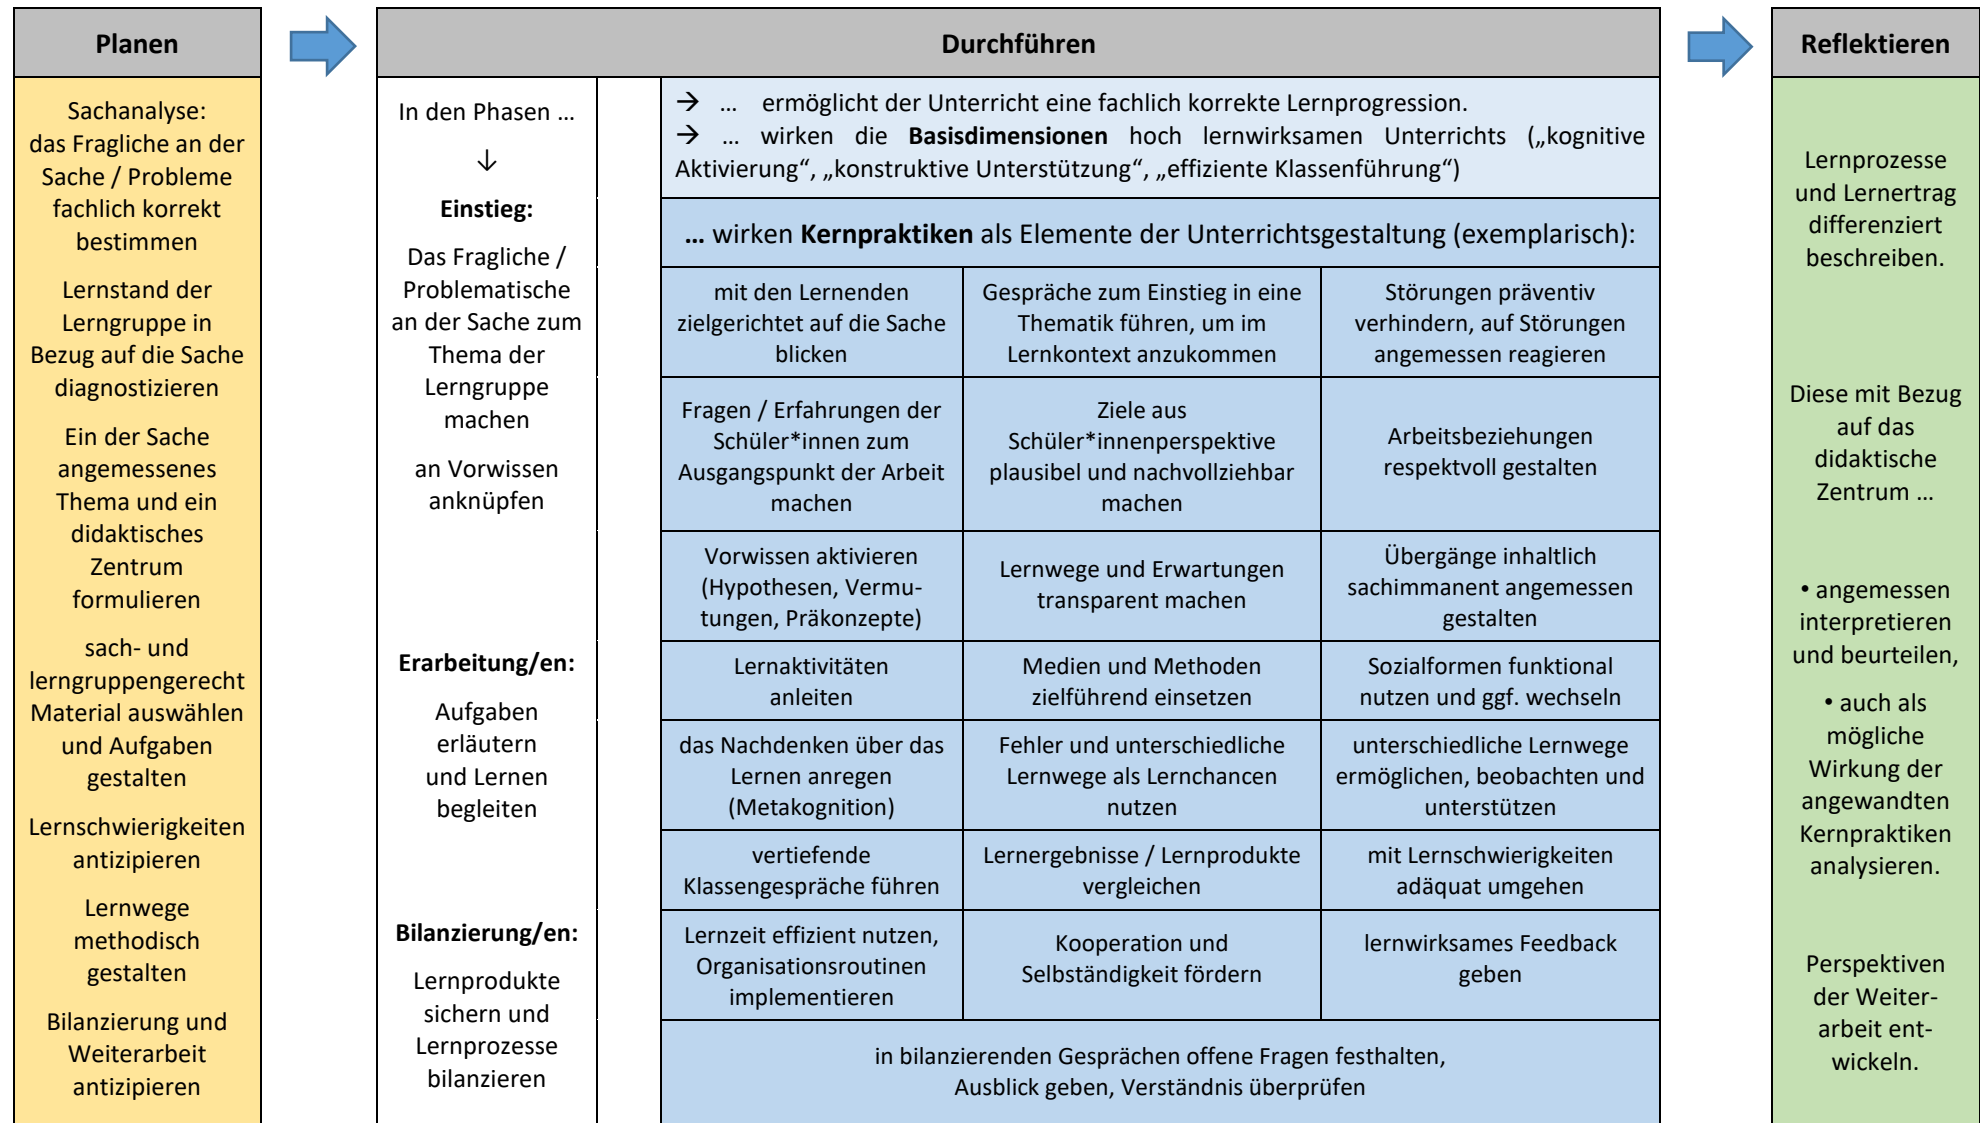 Planen
Sachanalyse:
das Fragliche an der
Sache / Probleme
fachlich korrekt
bestimmen
Lernstand der
Lerngruppe in
Bezug auf die Sache
diagnostizieren
Ein der Sache
angemessenes
Thema und ein
didaktisches
Zentrum
formulieren
sach- und
lerngruppengerecht
Material auswählen
und Aufgaben
gestalten
Lernschwierigkeiten
antizipieren
Lernwege
methodisch
gestalten
Bilanzierung und
Weiterarbeit
antizipieren
Durchführen
In den Phasen …
↓
Einstieg:
Das Fragliche /
Problematische
an der Sache zum
Thema der
Lerngruppe
machen
an Vorwissen
anknüpfen
Erarbeitung/en:
Aufgaben
erläutern
und Lernen
begleiten
Bilanzierung/en:
Lernprodukte
sichern und
Lernprozesse
bilanzieren
→ … ermöglicht der Unterricht eine fachlich korrekte Lernprogression.
→ … wirken die Basisdimensionen hoch lernwirksamen Unterrichts („kognitive
Aktivierung“, „konstruktive Unterstützung“, „effiziente Klassenführung“)
… wirken Kernpraktiken als Elemente der Unterrichtsgestaltung (exemplarisch):
mit den Lernenden
zielgerichtet auf die Sache
blicken
Gespräche zum Einstieg in eine
Thematik führen, um im
Lernkontext anzukommen
Störungen präventiv
verhindern, auf Störungen
angemessen reagieren
Fragen / Erfahrungen der
Schüler*innen zum
Ausgangspunkt der Arbeit
machen
Ziele aus
Schüler*innenperspektive
plausibel und nachvollziehbar
machen
Arbeitsbeziehungen
respektvoll gestalten
Vorwissen aktivieren
(Hypothesen, Vermu-
tungen, Präkonzepte)
Lernwege und Erwartungen
transparent machen
Übergänge inhaltlich
sachimmanent angemessen
gestalten
Lernaktivitäten
anleiten
Medien und Methoden
zielführend einsetzen
Sozialformen funktional
nutzen und ggf. wechseln
das Nachdenken über das
Lernen anregen
(Metakognition)
Fehler und unterschiedliche
Lernwege als Lernchancen
nutzen
unterschiedliche Lernwege
ermöglichen, beobachten und
unterstützen
vertiefende
Klassengespräche führen
Lernergebnisse / Lernprodukte
vergleichen
mit Lernschwierigkeiten
adäquat umgehen
Lernzeit effizient nutzen,
Organisationsroutinen
implementieren
Kooperation und
Selbständigkeit fördern
lernwirksames Feedback
geben
in bilanzierenden Gesprächen offene Fragen festhalten,
Ausblick geben, Verständnis überprüfen
Reflektieren
Lernprozesse
und Lernertrag
differenziert
beschreiben.
Diese mit Bezug
auf das
didaktische
Zentrum …
• angemessen
interpretieren
und beurteilen,
• auch als
mögliche
Wirkung der
angewandten
Kernpraktiken
analysieren.
Perspektiven
der Weiter-
arbeit ent-
wickeln.